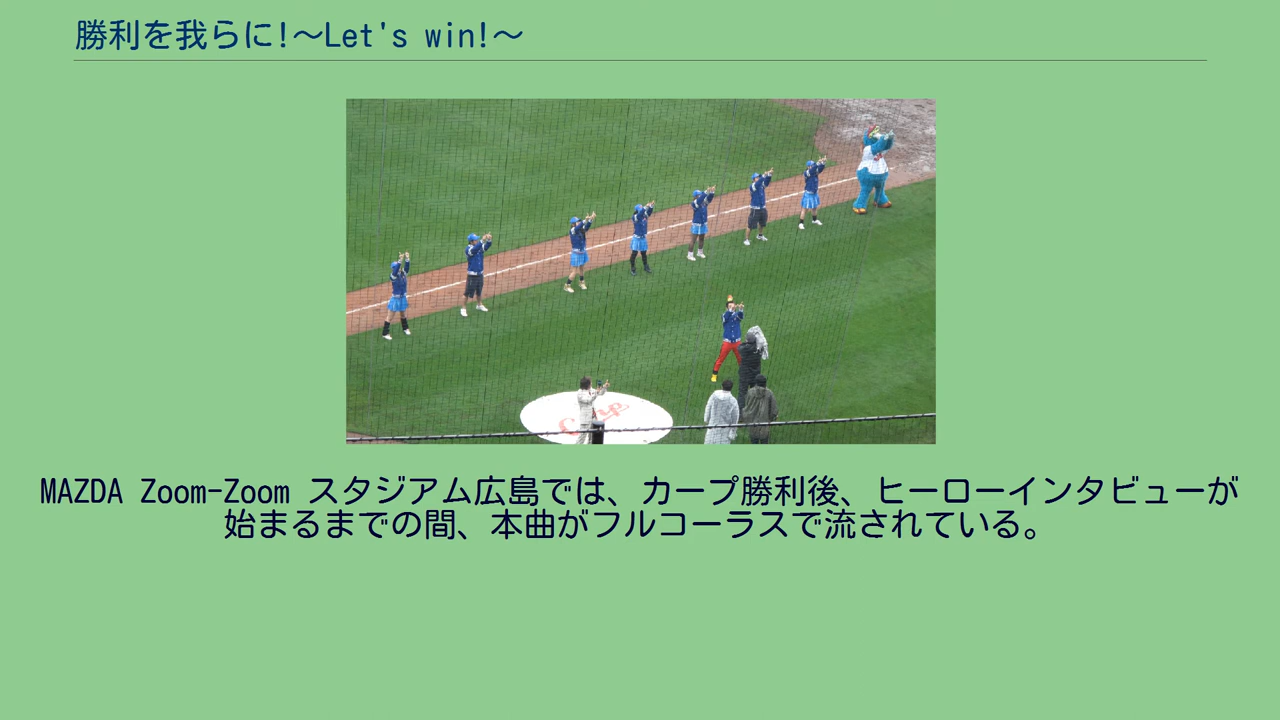 勝利を我らに!～Let's win!～
Carp
MAZDA Zoom-Zoom スタジアム広島では、カープ勝利後、ヒーローインタビューが
始まるまでの間、本曲がフルコーラスで流されている。